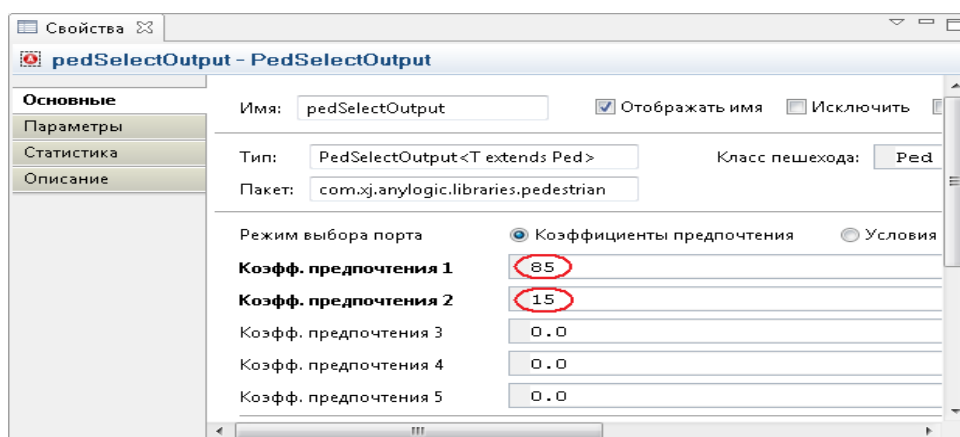 Свойства
pedSelectOutput - PedSelectOutput
Основные
Параметры
Статистика
Описание
Имя: pedSelectOutput Отображать имя Исключить
Тип: PedSelectOutput<T extends Ped> Класс пешехода: Ped
Пакет: com.xj.anylogic.libraries.pedestrian
Режим выбора порта Коэффициенты предпочтения Условия
Коэфф. предпочтения 1 85
Коэфф. предпочтения 2 15
Коэфф. предпочтения 3 0.0
Коэфф. предпочтения 4 0.0
Коэфф. предпочтения 5 0.0